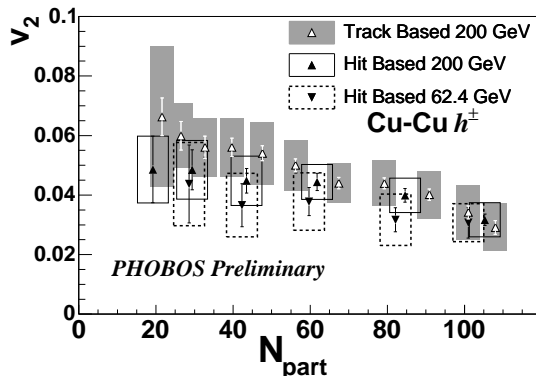 v2
0.1
0.08
0.06
0.04
0.02
0
Track Based 200 GeV
Hit Based 200 GeV
Hit Based 62.4 GeV
Cu-Cu h±
PHOBOS Preliminary
0 20 40 60 80 100
Npart